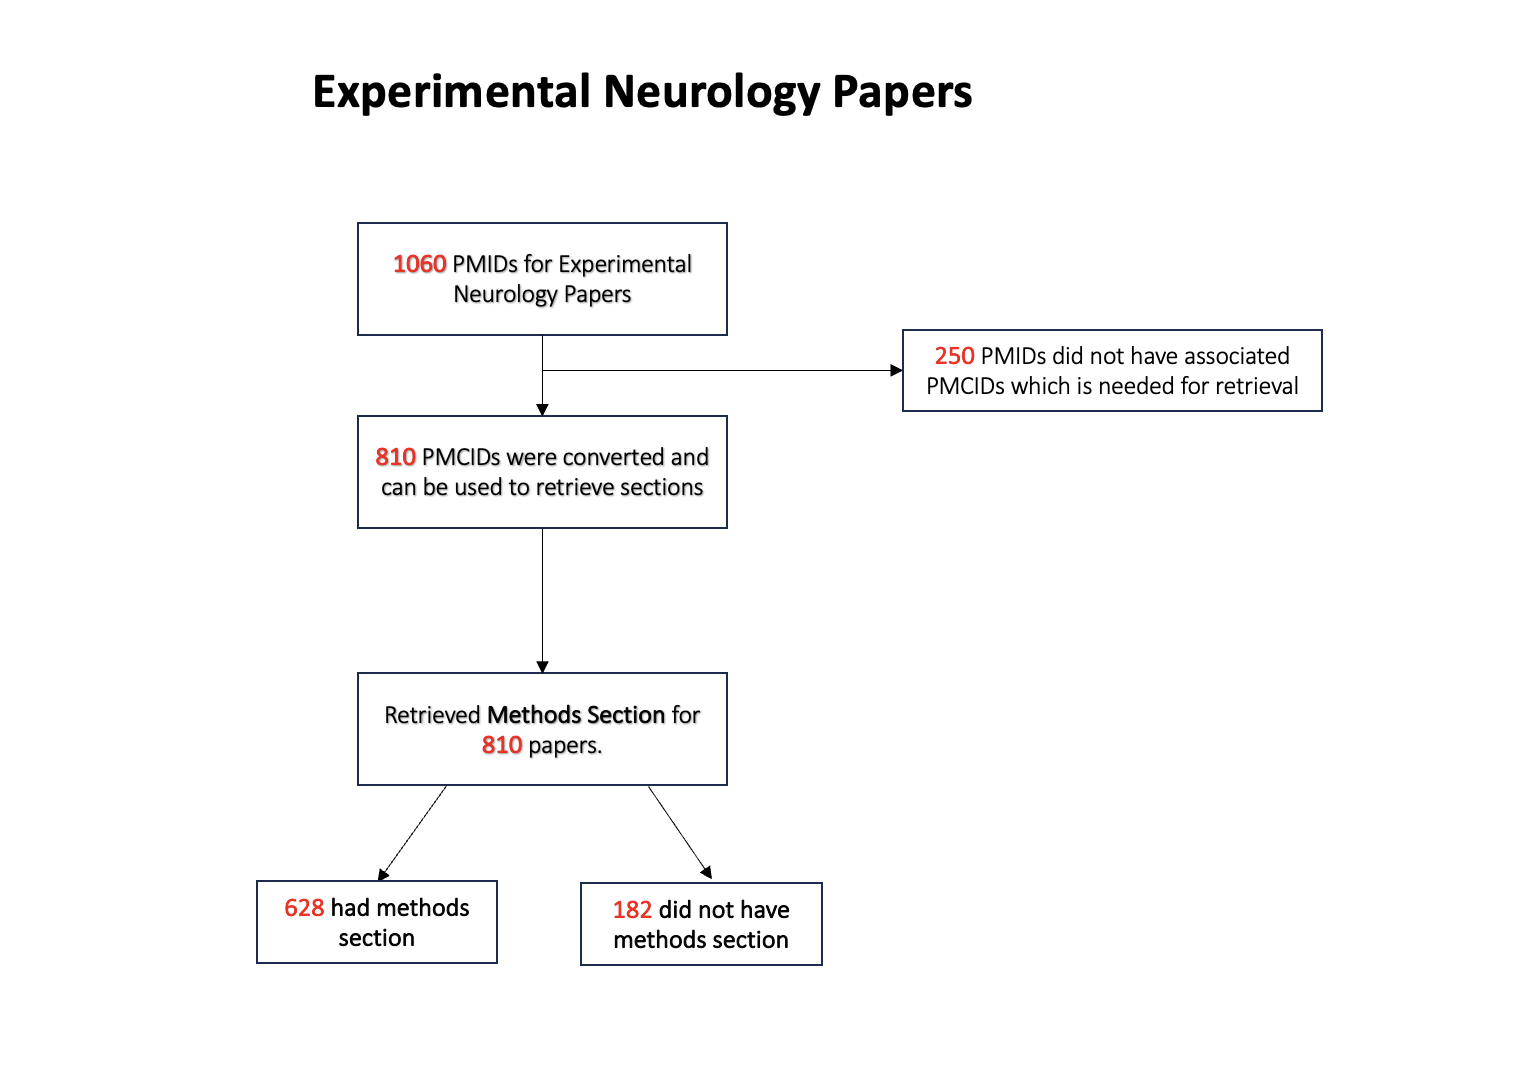 Experimental Neurology Papers
1060 PMIDs for Experimental
Neurology Papers
250 PMIDs did not have associated
PMCIDs which is needed for retrieval
810 PMCIDs were converted and
can be used to retrieve sections
Retrieved Methods Section for
810 papers.
628 had methods
section
182 did not have
methods section